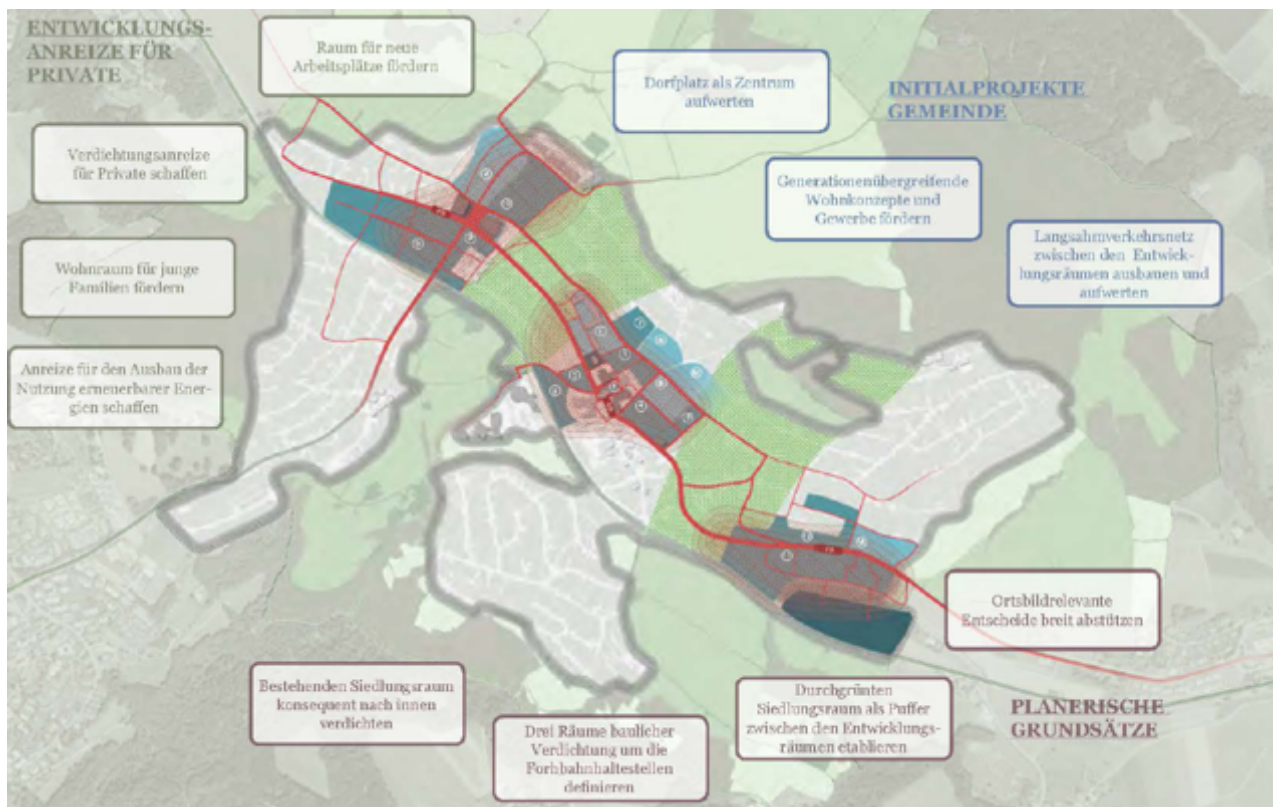 ENTWICKLUNGS-
ANREIZE FÜR
PRIVATE
Raum für neue
Arbeitsplätze fördern
Verdichtungsanreize
für Private schaffen
Wohnraum für junge
Familien fördern
Anreize für den Ausbau der
Nutzung erneuerbarer Ener-
gien schaffen
INITIALPROJEKTE
GEMEINDE
Dorfplatz als Zentrum
aufwerten
Generationenübergreifende
Wohnkonzepte und
Gewerbe fördern
Langsamverkehrsnetz
zwischen den Entwick-
lungsräumen ausbauen und
aufwerten
Ortsbildrelevante
Entscheide breit abstützen
PLANERISCHE
GRUNDSÄTZE
Bestehenden Siedlungsraum
konsequent nach innen
verdichten
Drei Räume baulicher
Verdichtung um die
Forchbahnhaltestellen
definieren
Durchgrünten
Siedlungsraum als Puffer
zwischen den Entwicklungs-
räumen etablieren